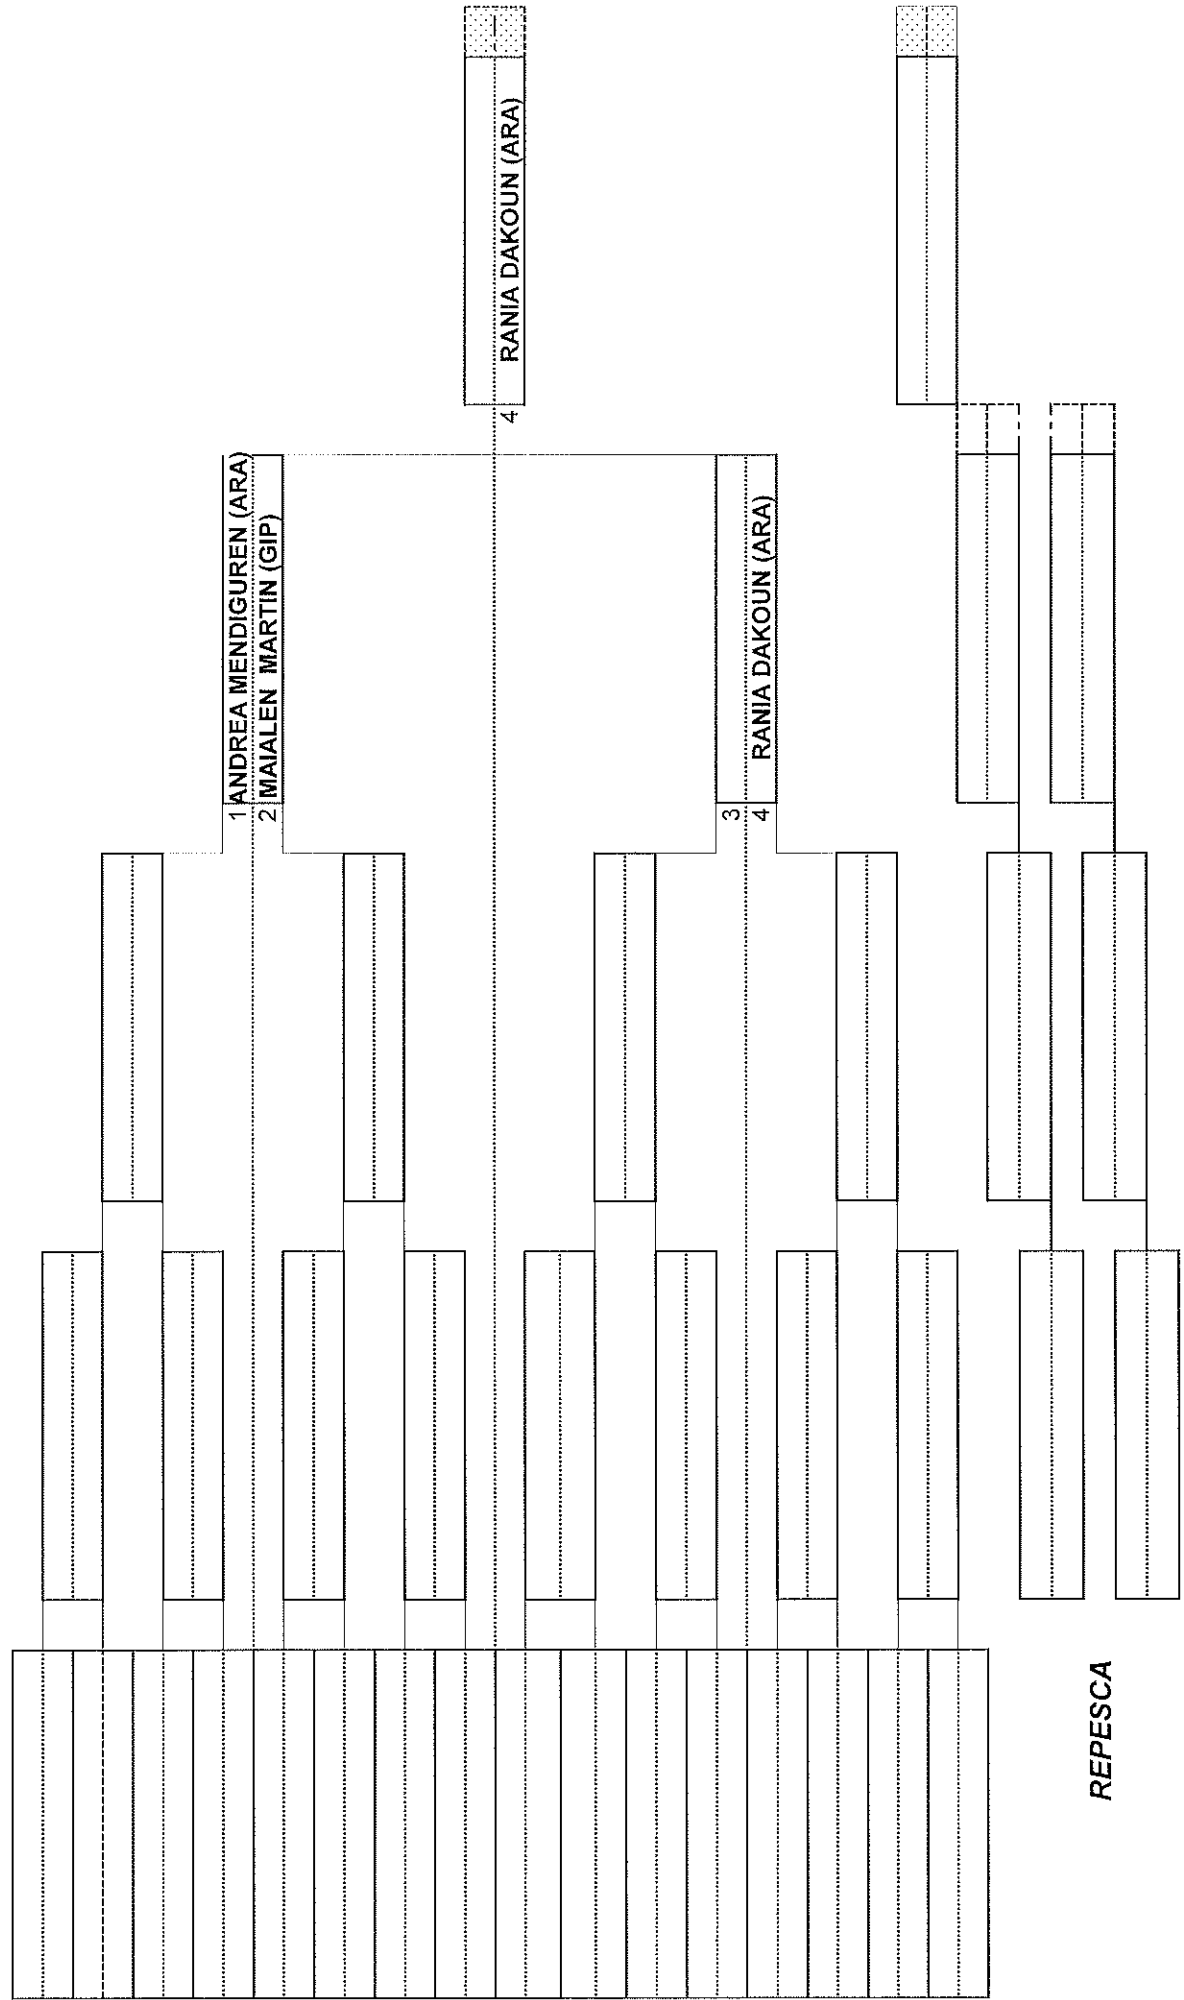 1 ANDREA MENDIGUREN (ARA)
2 MAIALEN MARTIN (GIP)
3
4 RANIA DAKOUN (ARA)
4 RANIA DAKOUN (ARA)
REPESCA